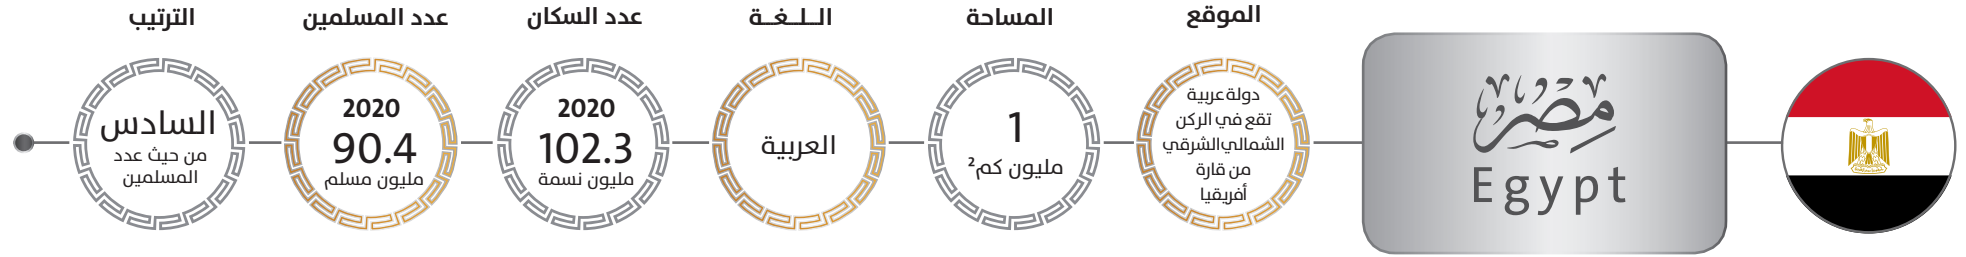 مصر
Egypt
الموقع
دولة عربية
تقع في الركن
الشمالي الشرقي
من قارة
أفريقيا
المساحة
1
مليون كم²
الـلـــغـــة
العربية
عدد السكان
2020
102.3
مليون نسمة
عدد المسلمين
2020
90.4
مليون مسلم
الترتيب
السادس
من حيث عدد
المسلمين